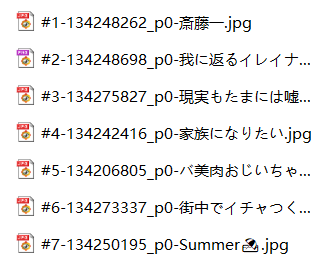 #1-134248262_p0-斎藤一.jpg
#2-134248698_p0-我に返るイレイナ...
#3-134275827_p0-現実もたまには嘘...
#4-134242416_p0-家族になりたい.jpg
#5-134206805_p0-バ美肉おじいちゃ...
#6-134273337_p0-街中でイチャつく...
#7-134250195_p0-Summer🏖.jpg